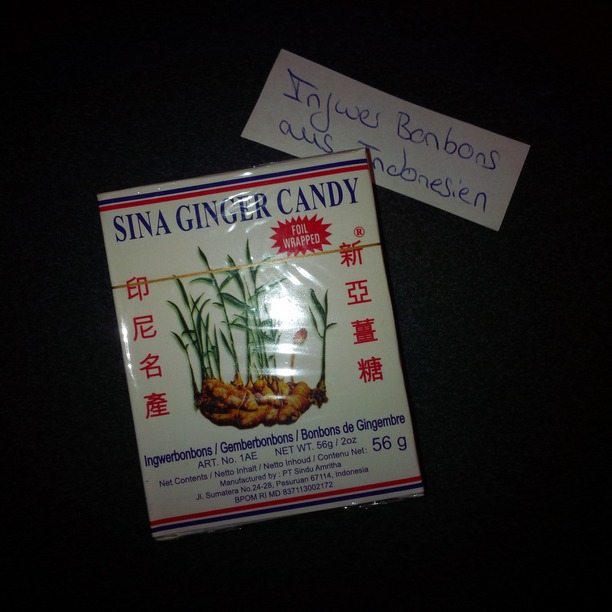 Ingwer Bonbons
aus Indonesien
SINA GINGER CANDY
FOIL
WRAPPED
®
印尼名產
新亞薑糖
Ingwerbonbons / Gemberbonbons / Bonbons de Gingembre
ART. No. 1AE NET WT. 56g / 2oz
Net Contents / Netto Inhalt / Netto Inhoud / Contenu Net: 56 g
Manufactured by : PT Sindu Amritha
Jl. Sumatera No.24-28, Pasuruan 67114, Indonesia
BPOM RI MD 837113002172